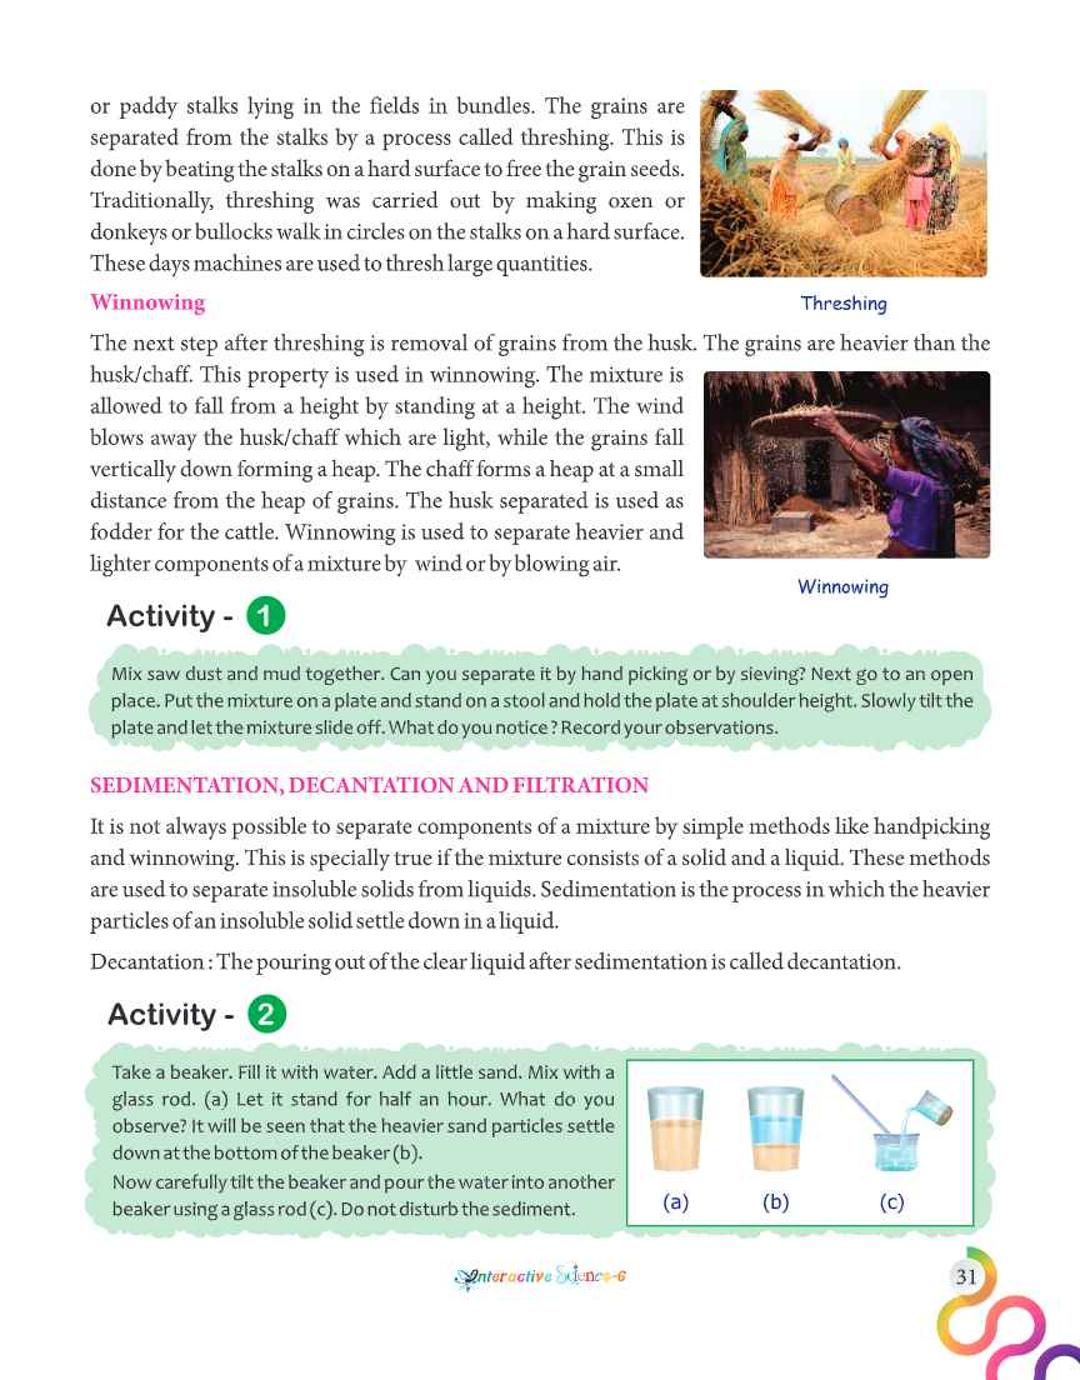 or paddy stalks lying in the fields in bundles. The grains are
separated from the stalks by a process called threshing. This is
done by beating the stalks on a hard surface to free the grain seeds.
Traditionally, threshing was carried out by making oxen or
donkeys or bullocks walk in circles on the stalks on a hard surface.
These days machines are used to thresh large quantities.
Threshing
Winnowing
The next step after threshing is removal of grains from the husk. The grains are heavier than the
husk/chaff. This property is used in winnowing. The mixture is
allowed to fall from a height by standing at a height. The wind
blows away the husk/chaff which are light, while the grains fall
vertically down forming a heap. The chaff forms a heap at a small
distance from the heap of grains. The husk separated is used as
fodder for the cattle. Winnowing is used to separate heavier and
lighter components of a mixture by wind or by blowing air.
Winnowing
Activity - 1
Mix saw dust and mud together. Can you separate it by hand picking or by sieving? Next go to an open
place. Put the mixture on a plate and stand on a stool and hold the plate at shoulder height. Slowly tilt the
plate and let the mixture slide off. What do you notice ? Record your observations.
SEDIMENTATION, DECANTATION AND FILTRATION
It is not always possible to separate components of a mixture by simple methods like handpicking
and winnowing. This is specially true if the mixture consists of a solid and a liquid. These methods
are used to separate insoluble solids from liquids. Sedimentation is the process in which the heavier
particles of an insoluble solid settle down in a liquid.
Decantation : The pouring out of the clear liquid after sedimentation is called decantation.
Activity - 2
Take a beaker. Fill it with water. Add a little sand. Mix with a
glass rod. (a) Let it stand for half an hour. What do you
observe? It will be seen that the heavier sand particles settle
down at the bottom of the beaker (b).
Now carefully tilt the beaker and pour the water into another
beaker using a glass rod (c). Do not disturb the sediment.
(a) (b) (c)
Interactive Science-6
31